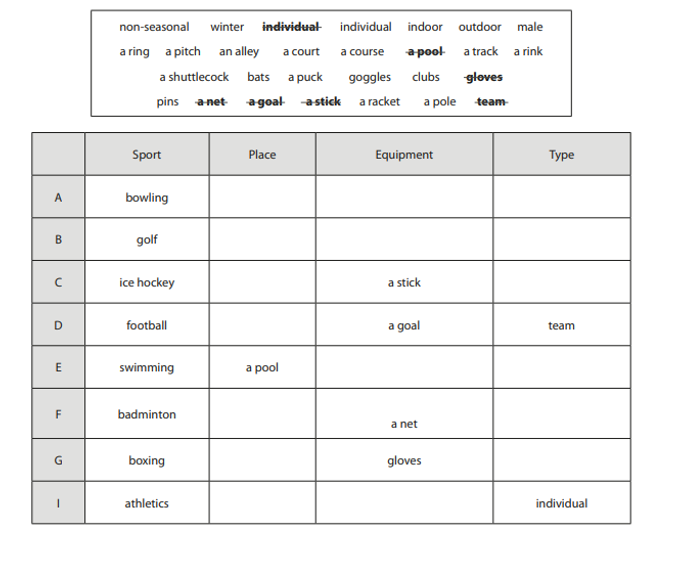 non-seasonal winter individual individual indoor outdoor male
a ring a pitch an alley a court a course a pool a track a rink
a shuttlecock bats a puck goggles clubs gloves
pins a net a goal a stick a racket a pole team
Sport Place Equipment Type
A bowling
B golf
C ice hockey a stick
D football a goal team
E swimming a pool
F badminton a net
G boxing gloves
I athletics individual